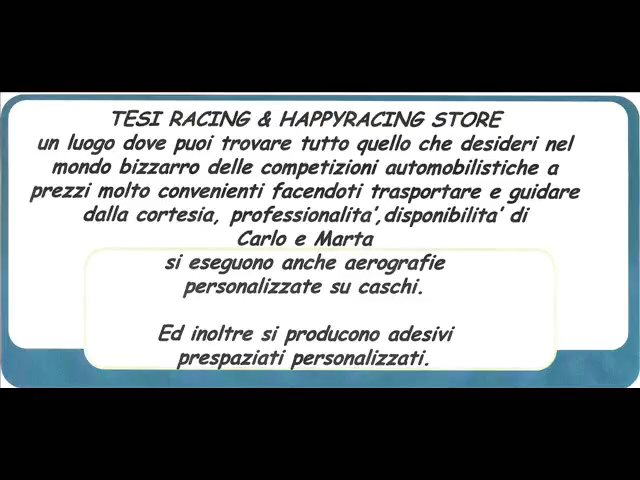 TESI RACING & HAPPYRACING STORE
un luogo dove puoi trovare tutto quello che desideri nel
mondo bizzarro delle competizioni automobilistiche a
prezzi molto convenienti facendoti trasportare e guidare
dalla cortesia, professionalita',disponibilita' di
Carlo e Marta
si eseguono anche aerografie
personalizzate su caschi.
Ed inoltre si producono adesivi
prespaziati personalizzati.